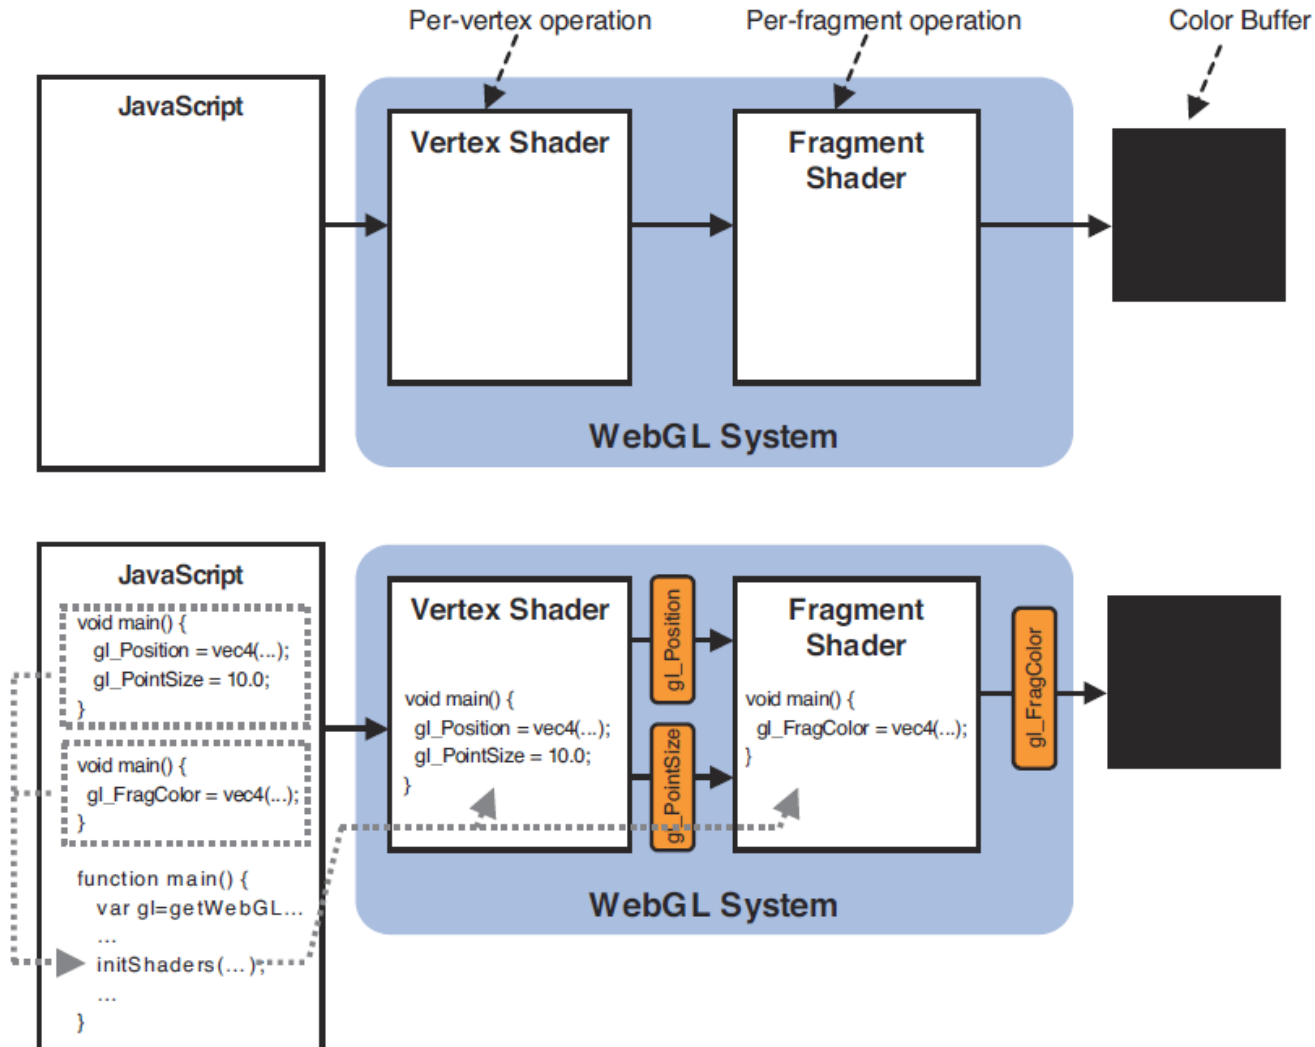 Per-vertex operation
Per-fragment operation
Color Buffer
JavaScript
Vertex Shader
Fragment
Shader
WebGL System
JavaScript
void main() {
gl_Position = vec4(...);
gl_PointSize = 10.0;
}
void main() {
gl_FragColor = vec4(...);
}
function main() {
var gl=getWebGL...
...
initShaders(...);
...
}
Vertex Shader
void main() {
gl_Position = vec4(...);
gl_PointSize = 10.0;
}
gl_Position
gl_PointSize
Fragment
Shader
void main() {
gl_FragColor = vec4(...);
}
gl_FragColor
WebGL System